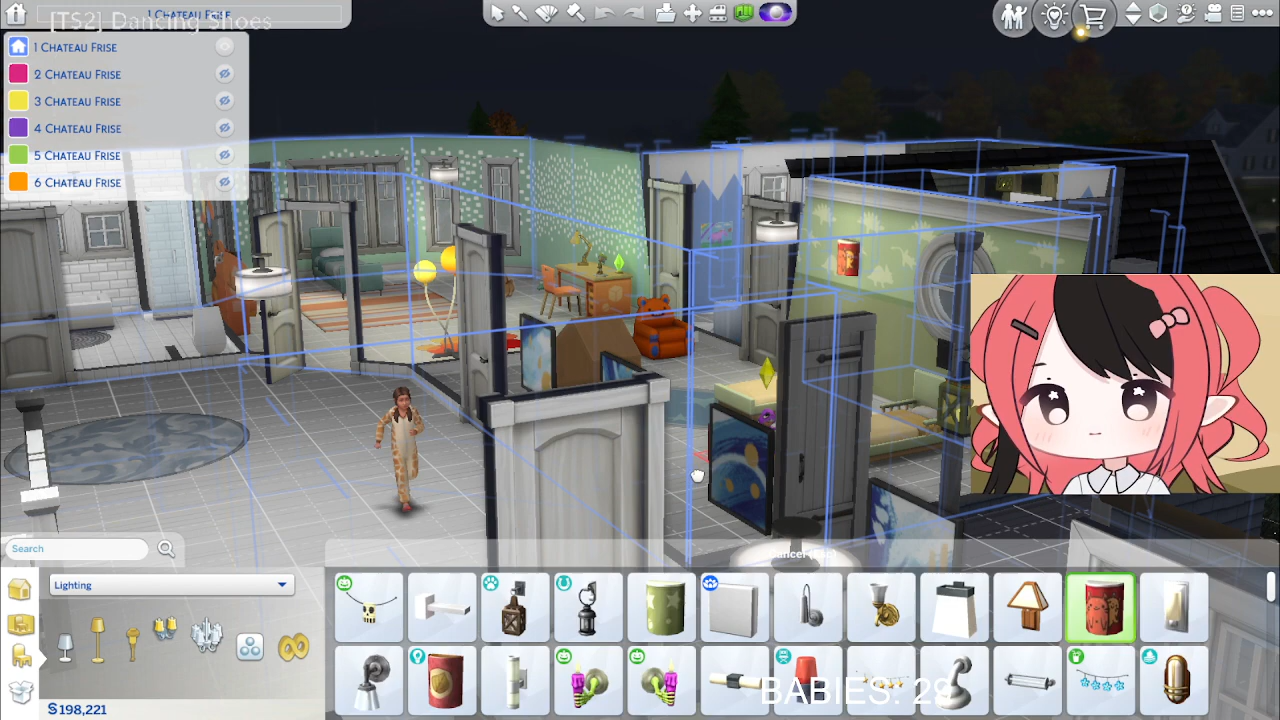 [TS2] Dancing Shoes
1 CHATEAU FRISE
1 CHATEAU FRISE
2 CHATEAU FRISE
3 CHATEAU FRISE
4 CHATEAU FRISE
5 CHATEAU FRISE
6 CHATEAU FRISE
Search
Lighting
BABIES: 29
§198,221